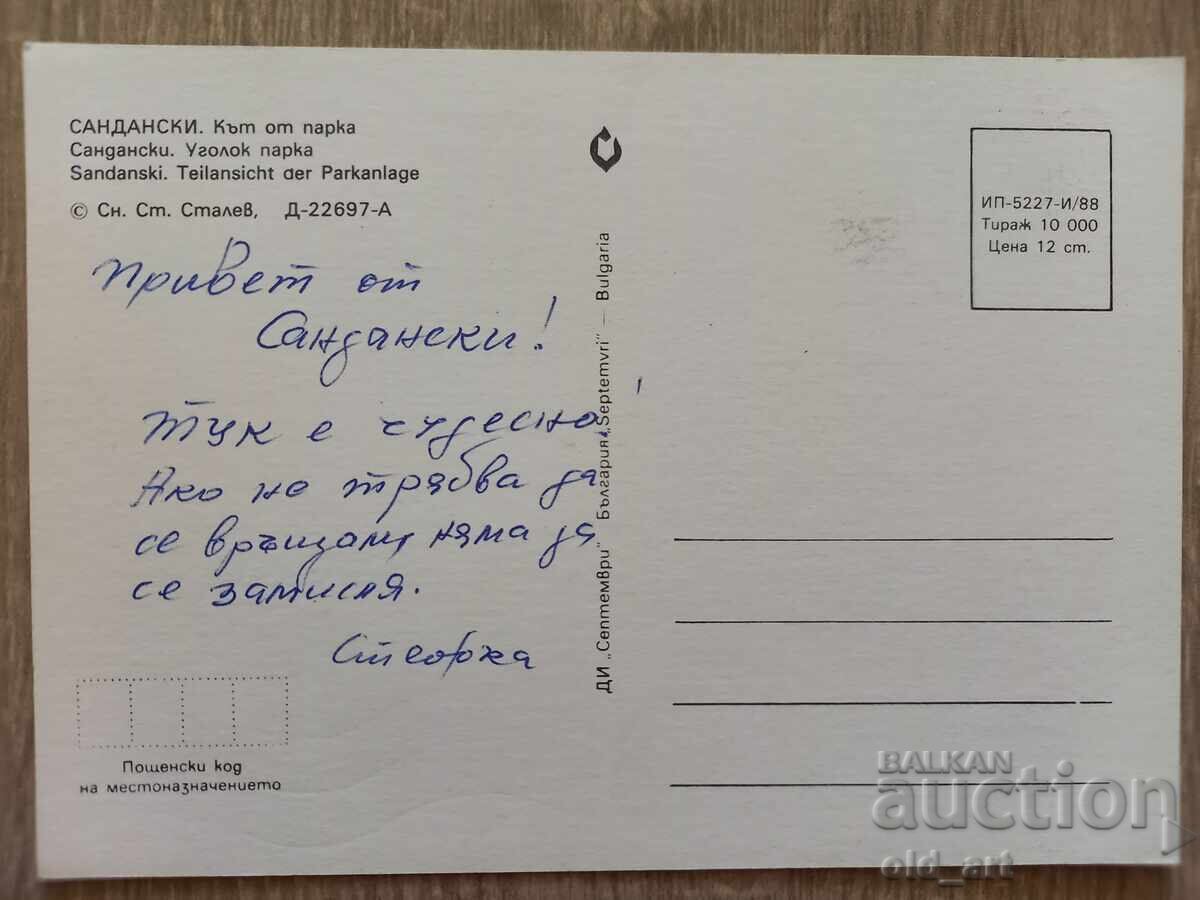 САНДАНСКИ. Кът от парка
Сандански. Уголок парка
Sandanski. Teilansicht der Parkanlage
© Сн. Ст. Сталев, Д-22697-А
Привет от
Сандански!
Тук е чудесно!
Ако не трябва да
се връщам, няма да
се замисля.
ДИ „Септември" България „Septemvri" — Bulgaria
ИП-5227-И/88
Тираж 10 000
Цена 12 ст.
Пощенски код
на местоназначението
BALKAN
auction
old_art